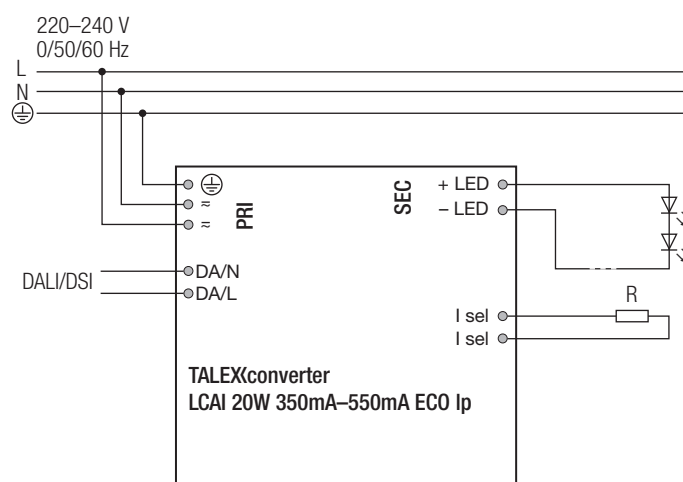 220–240 V
0/50/60 Hz
L
N
+ LED
≈
SEC
– LED
≈
PRI
DALI/DSI
DA/N
DA/L
R
I sel
I sel
TALEXXconverter
LCAI 20W 350mA–550mA ECO lp